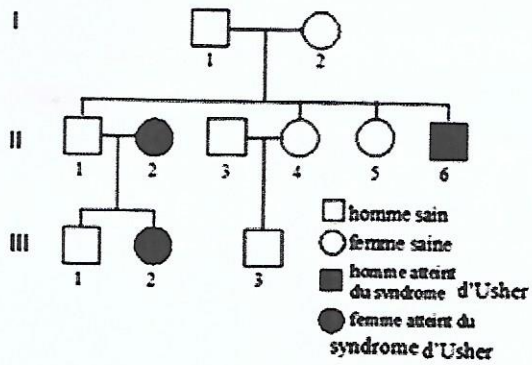 I
1
2
II
1
2
3
4
5
6
III
1
2
3
homme sain
femme saine
homme atteint
du syndrome d'Usher
femme atteint du
syndrome d'Usher